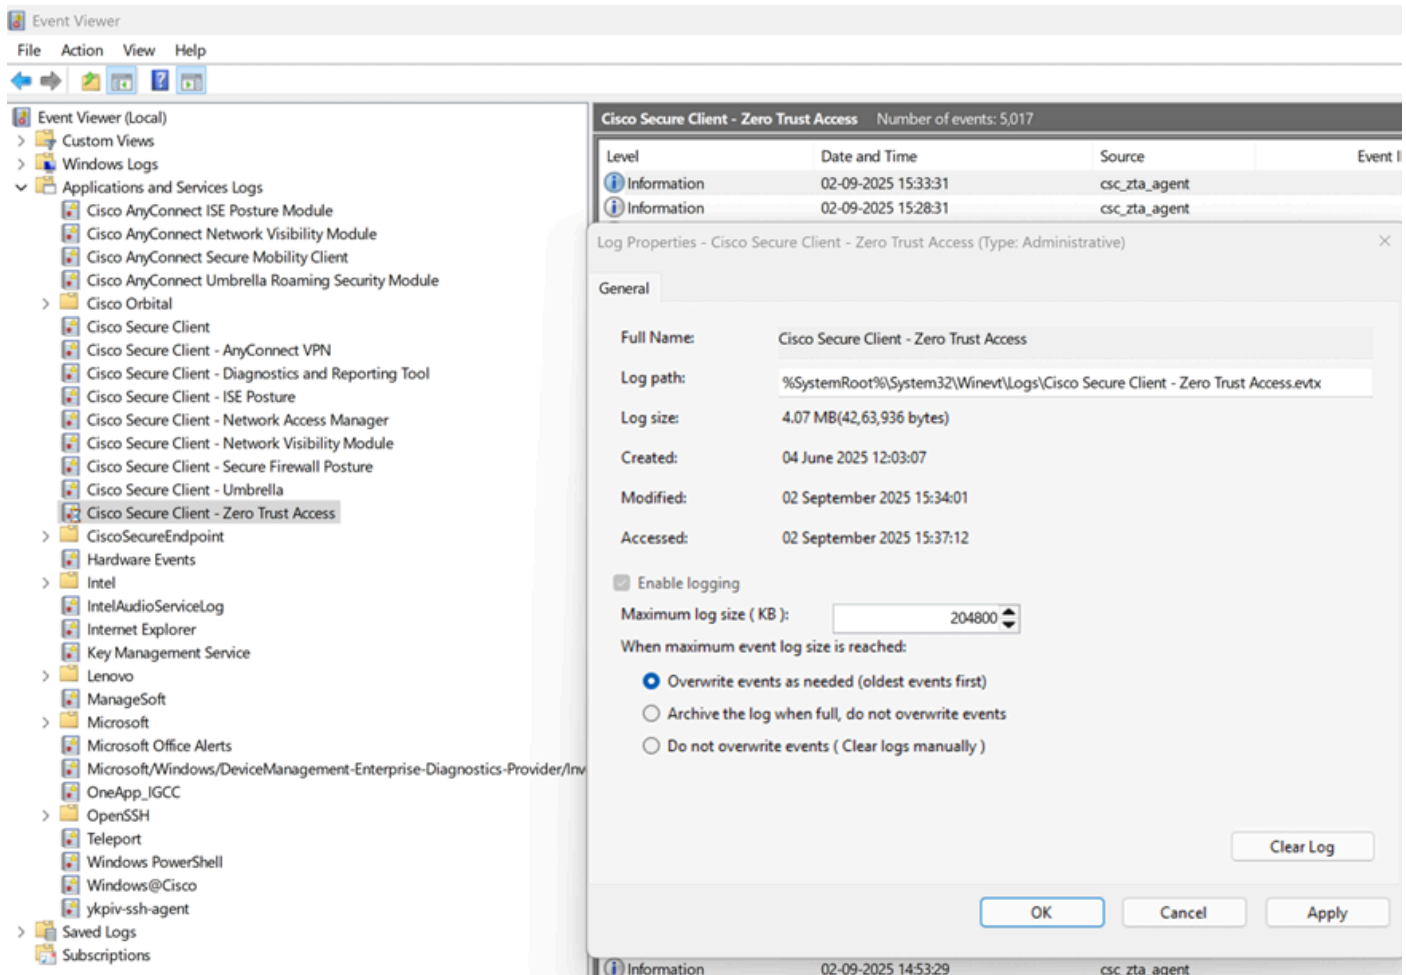 Event Viewer
File Action View Help
Event Viewer (Local)
Custom Views
Windows Logs
Applications and Services Logs
Cisco AnyConnect ISE Posture Module
Cisco AnyConnect Network Visibility Module
Cisco AnyConnect Secure Mobility Client
Cisco AnyConnect Umbrella Roaming Security Module
Cisco Orbital
Cisco Secure Client
Cisco Secure Client - AnyConnect VPN
Cisco Secure Client - Diagnostics and Reporting Tool
Cisco Secure Client - ISE Posture
Cisco Secure Client - Network Access Manager
Cisco Secure Client - Network Visibility Module
Cisco Secure Client - Secure Firewall Posture
Cisco Secure Client - Umbrella
Cisco Secure Client - Zero Trust Access
CiscoSecureEndpoint
Hardware Events
Intel
IntelAudioServiceLog
Internet Explorer
Key Management Service
Lenovo
ManageSoft
Microsoft
Microsoft Office Alerts
Microsoft/Windows/DeviceManagement-Enterprise-Diagnostics-Provider/Inv
OneApp_IGCC
OpenSSH
Teleport
Windows PowerShell
Windows@Cisco
ykpiv-ssh-agent
Saved Logs
Subscriptions
Cisco Secure Client - Zero Trust Access Number of events: 5,017
Level Date and Time Source Event I
Information 02-09-2025 15:33:31 csc_zta_agent
Information 02-09-2025 15:28:31 csc_zta_agent
Log Properties - Cisco Secure Client - Zero Trust Access (Type: Administrative)
General
Full Name: Cisco Secure Client - Zero Trust Access
Log path: %SystemRoot%\System32\Winevt\Logs\Cisco Secure Client - Zero Trust Access.evtx
Log size: 4.07 MB(42,63,936 bytes)
Created: 04 June 2025 12:03:07
Modified: 02 September 2025 15:34:01
Accessed: 02 September 2025 15:37:12
Enable logging
Maximum log size ( KB ): 204800
When maximum event log size is reached:
Overwrite events as needed (oldest events first)
Archive the log when full, do not overwrite events
Do not overwrite events ( Clear logs manually )
Clear Log
OK Cancel Apply
Information 02-09-2025 14:53:29 csc_zta_agent